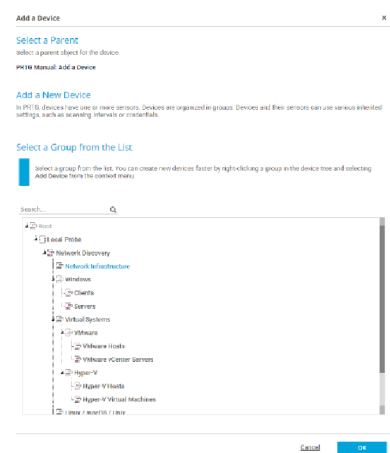 Add a Device
Select a Parent
Select a parent object for the device
PRTG Manual: Add a Device
Add a New Device
In PRTG, devices have one or more sensors. Devices are organized in groups. Devices and their sensors can use various inherited
settings, such as scanning intervals or credentials.
Select a Group from the List
Select a group from the list. You can create new devices faster by right-clicking a group in the device tree and selecting
Add Device from the context menu.
Search...
Root
Local Probe
Network Discovery
Network Infrastructure
Windows
Clients
Servers
Virtual Systems
VMware
VMware Hosts
VMware vCenter Servers
Hyper-V
Hyper-V Hosts
Hyper-V Virtual Machines
Linux / macOS / Unix
Cancel
OK